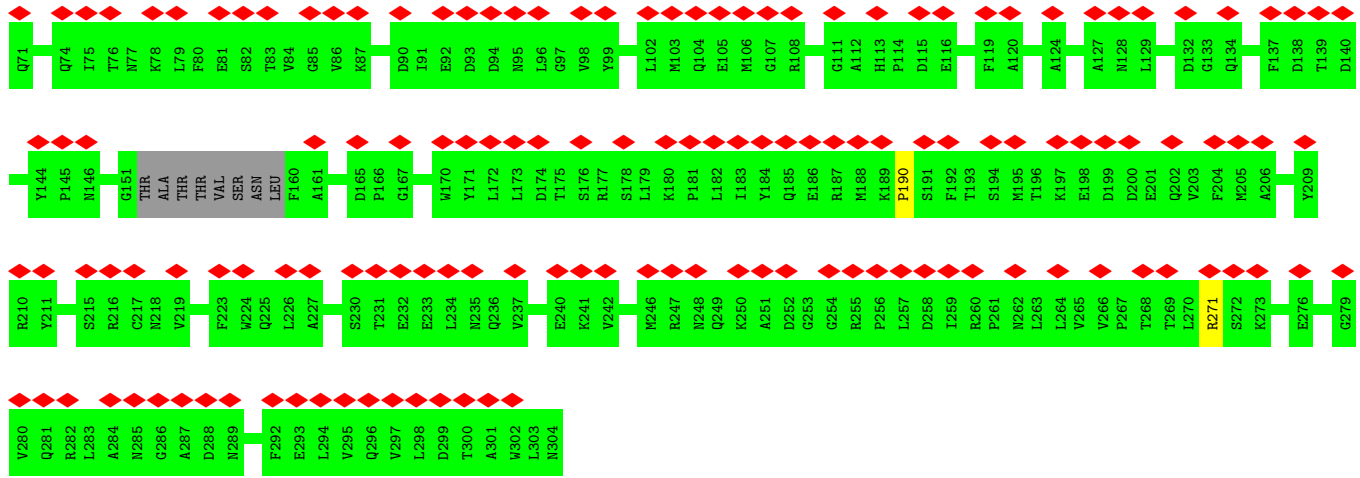 Q71 Q74 I75 T76 N77 K78 L79 F80 E81 S82 T83 V84 G85 V86 K87 D90 I91 E92 D93 D94 N95 L96 G97 V98 Y99 L102 M103 Q104 E105 M106 G107 R108 G111 A112 H113 P114 D115 E116 F119 A120 A124 A127 N128 L129 D132 G133 Q134 F137 D138 T139 D140
Y144 P145 N146 G151 THR ALA THR THR VAL SER ASN LEU F160 A161 D165 P166 G167 W170 Y171 L172 L173 D174 T175 S176 R177 S178 L179 K180 P181 L182 I183 Y184 Q185 E186 R187 M188 K189 P190 S191 F192 T193 S194 M195 T196 K197 E198 D199 D200 E201 Q202 V203 F204 M205 A206 Y209
R210 Y211 S215 R216 C217 N218 V219 F223 W224 Q225 L226 A227 S230 T231 E232 E233 L234 N235 Q236 V237 E240 K241 V242 M246 R247 N248 Q249 K250 A251 D252 G253 G254 R255 P256 L257 D258 I259 R260 P261 N262 L263 L264 V265 V266 P267 T268 T269 L270 R271 S272 K273 E276 G279
V280 Q281 R282 L283 A284 N285 G286 A287 D288 N289 F292 E293 L294 V295 Q296 V297 L298 D299 T300 A301 W302 L303 N304